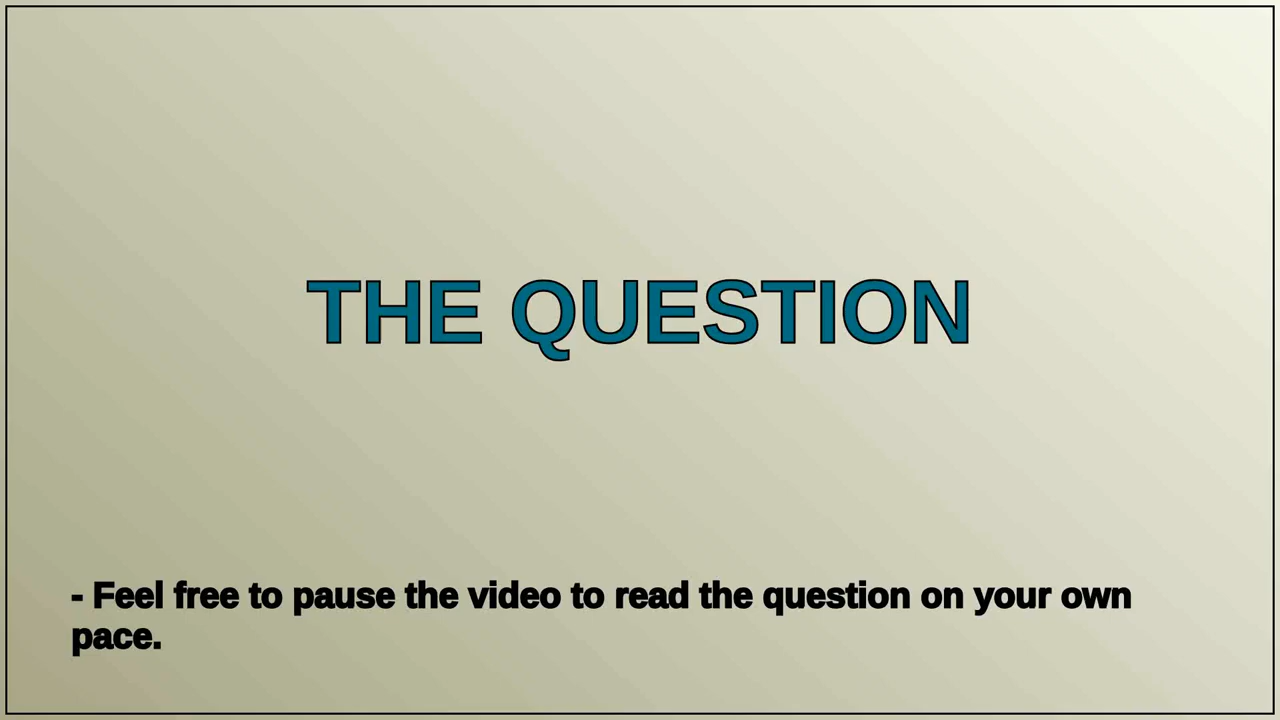 THE QUESTION
- Feel free to pause the video to read the question on your own
pace.